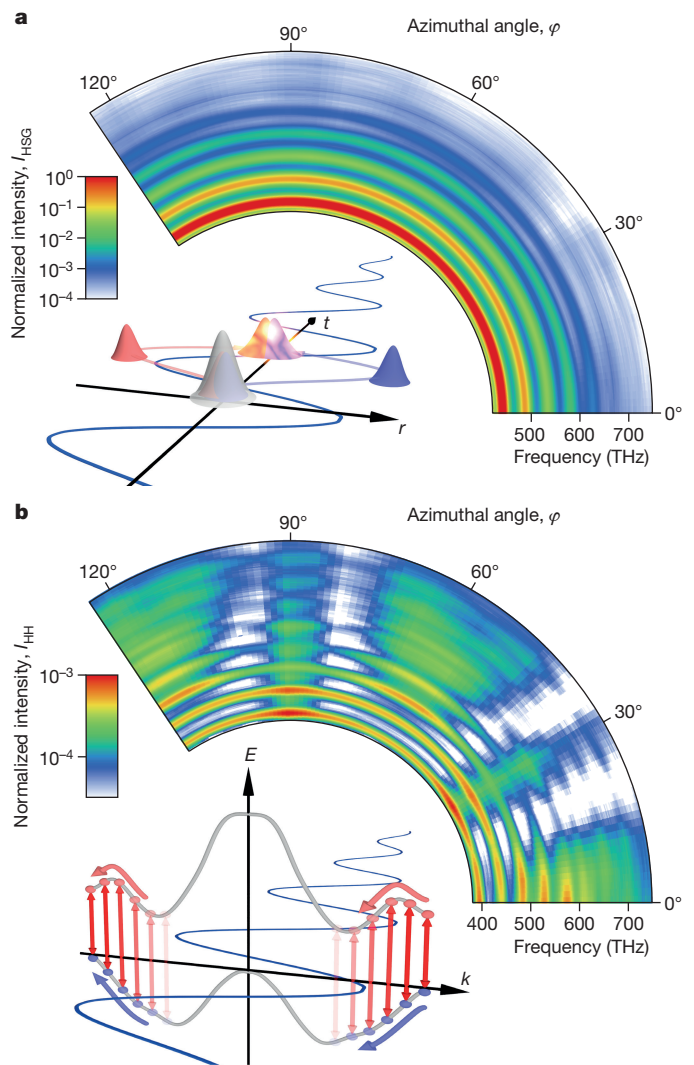 a
Azimuthal angle, φ
90°
120°
60°
30°
0°
Normalized intensity, I_HSG
10⁰
10⁻¹
10⁻²
10⁻³
10⁻⁴
t
r
500 600 700
Frequency (THz)
b
Azimuthal angle, φ
90°
120°
60°
30°
0°
Normalized intensity, I_HH
10⁻³
10⁻⁴
E
k
400 500 600 700
Frequency (THz)